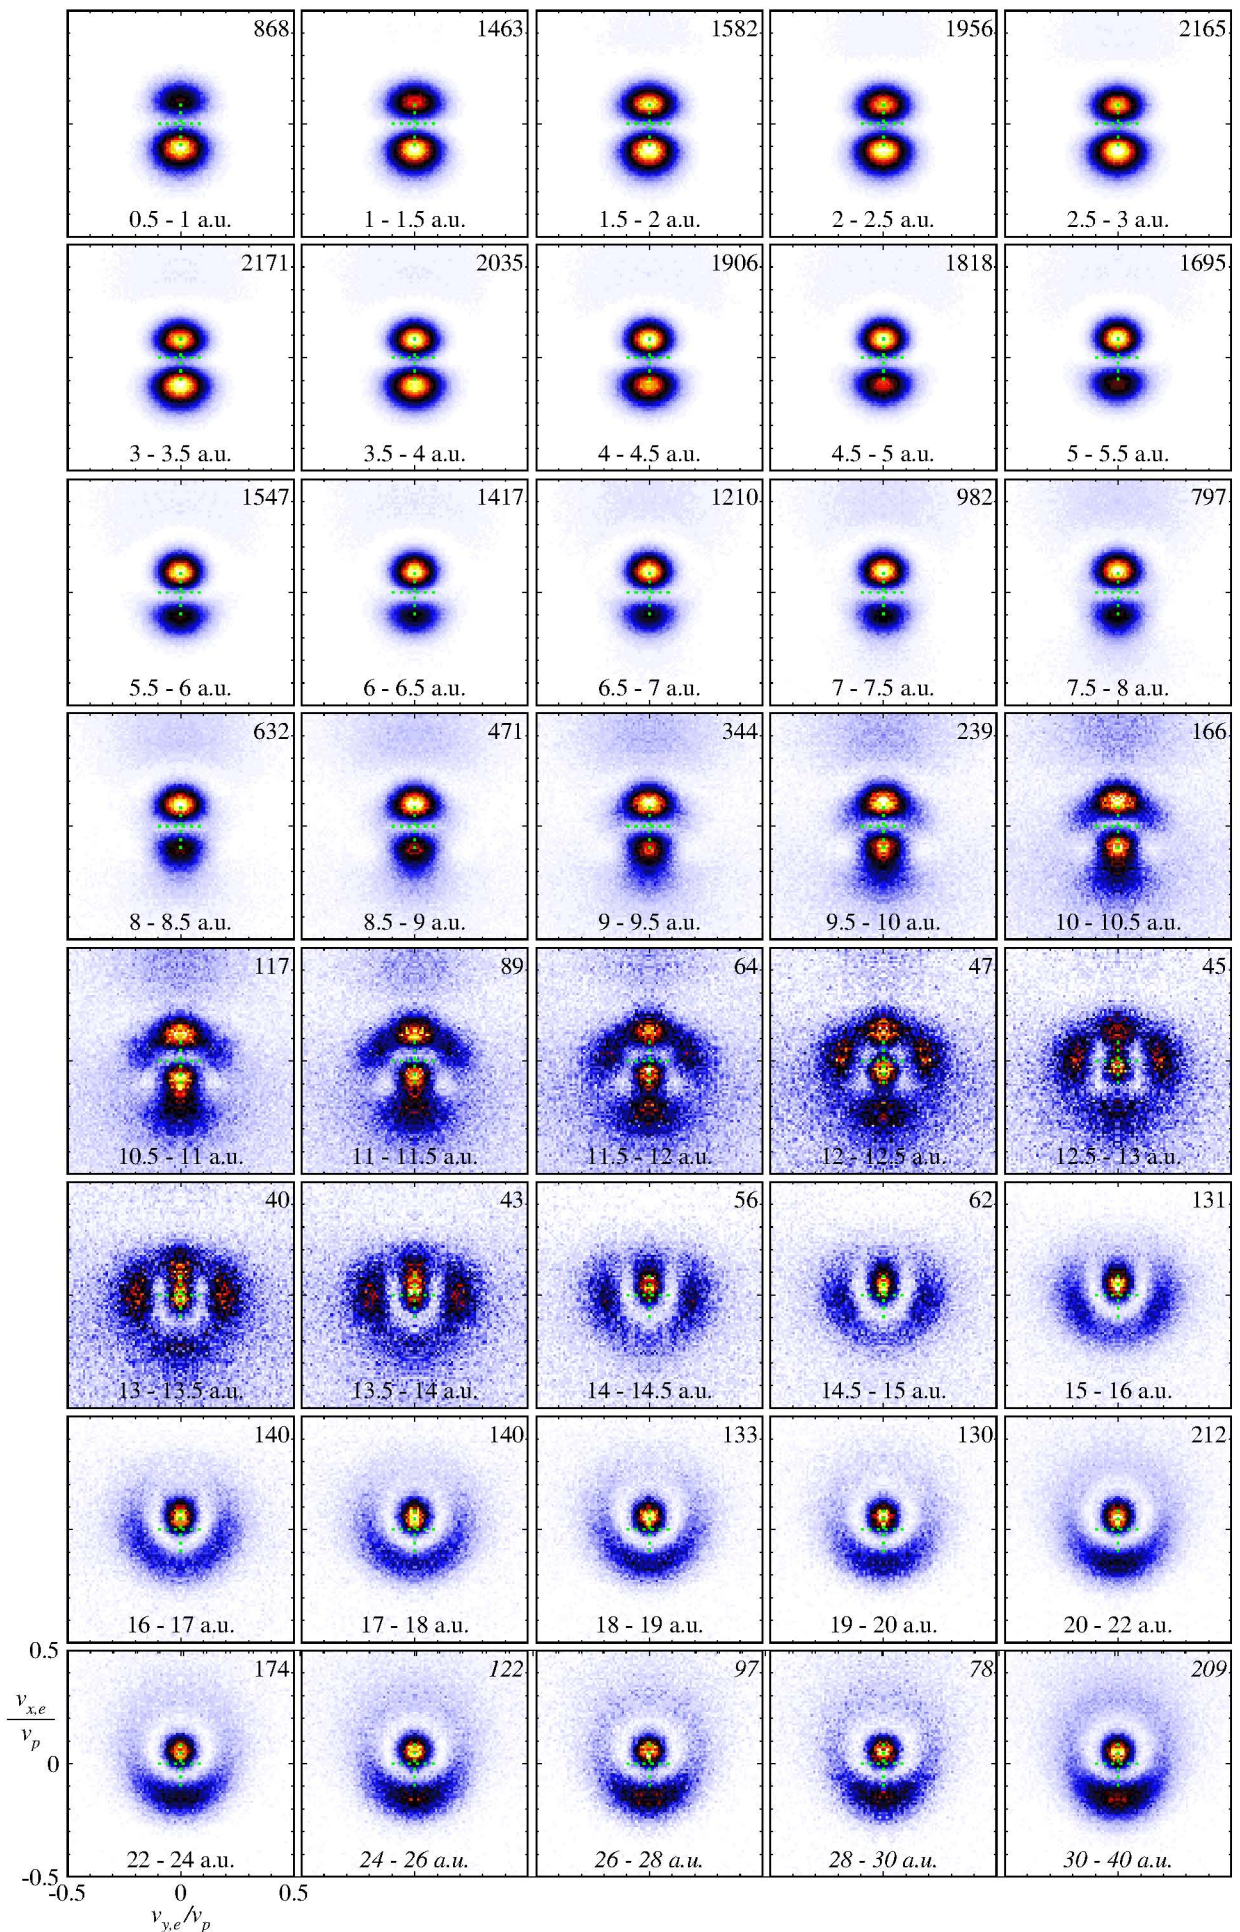 868 1463 1582 1956 2165
0.5 - 1 a.u. 1 - 1.5 a.u. 1.5 - 2 a.u. 2 - 2.5 a.u. 2.5 - 3 a.u.
2171 2035 1906 1818 1695
3 - 3.5 a.u. 3.5 - 4 a.u. 4 - 4.5 a.u. 4.5 - 5 a.u. 5 - 5.5 a.u.
1547 1417 1210 982 797
5.5 - 6 a.u. 6 - 6.5 a.u. 6.5 - 7 a.u. 7 - 7.5 a.u. 7.5 - 8 a.u.
632 471 344 239 166
8 - 8.5 a.u. 8.5 - 9 a.u. 9 - 9.5 a.u. 9.5 - 10 a.u. 10 - 10.5 a.u.
117 89 64 47 45
10.5 - 11 a.u. 11 - 11.5 a.u. 11.5 - 12 a.u. 12 - 12.5 a.u. 12.5 - 13 a.u.
40 43 56 62 131
13 - 13.5 a.u. 13.5 - 14 a.u. 14 - 14.5 a.u. 14.5 - 15 a.u. 15 - 16 a.u.
140 140 133 130 212
16 - 17 a.u. 17 - 18 a.u. 18 - 19 a.u. 19 - 20 a.u. 20 - 22 a.u.
0.5
174 122 97 78 209
v_{x,e}
v_p
0
22 - 24 a.u. 24 - 26 a.u. 26 - 28 a.u. 28 - 30 a.u. 30 - 40 a.u.
-0.5
-0.5 0 0.5
v_{y,e}/v_p